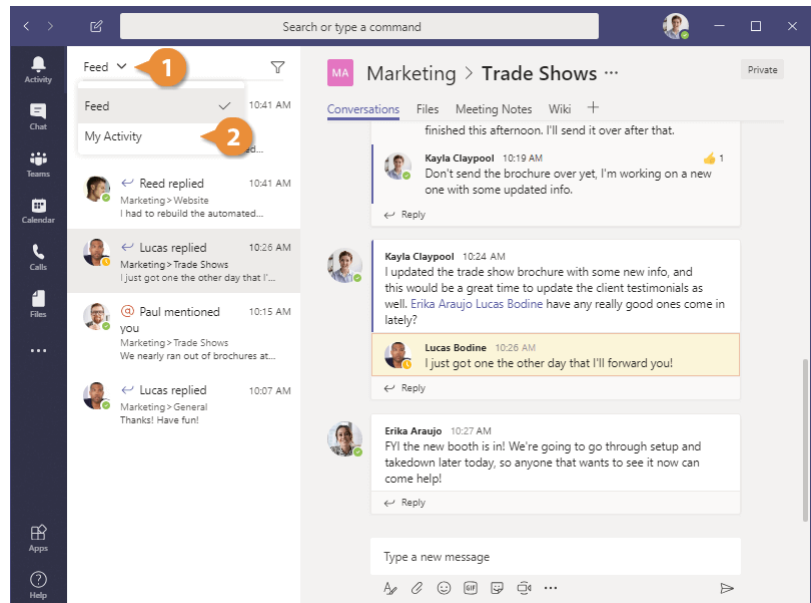 Search or type a command
Activity
Chat
Teams
Calendar
Calls
Files
Apps
Help
Feed
1
Feed
10:41 AM
My Activity
2
Reed replied 10:41 AM
Marketing > Website
I had to rebuild the automated...
Lucas replied 10:26 AM
Marketing > Trade Shows
I just got one the other day that I'...
@ Paul mentioned 10:15 AM
you
Marketing > Trade Shows
We nearly ran out of brochures at...
Lucas replied 10:07 AM
Marketing > General
Thanks! Have fun!
MA Marketing > Trade Shows ...
Private
Conversations Files Meeting Notes Wiki +
finished this afternoon. I'll send it over after that.
Kayla Claypool 10:19 AM 1
Don't send the brochure over yet, I'm working on a new
one with some updated info.
Reply
Kayla Claypool 10:24 AM
I updated the trade show brochure with some new info, and
this would be a great time to update the client testimonials as
well. Erika Araujo Lucas Bodine have any really good ones come in
lately?
Lucas Bodine 10:26 AM
I just got one the other day that I'll forward you!
Reply
Erika Araujo 10:27 AM
FYI the new booth is in! We're going to go through setup and
takedown later today, so anyone that wants to see it now can
come help!
Reply
Type a new message
GIF